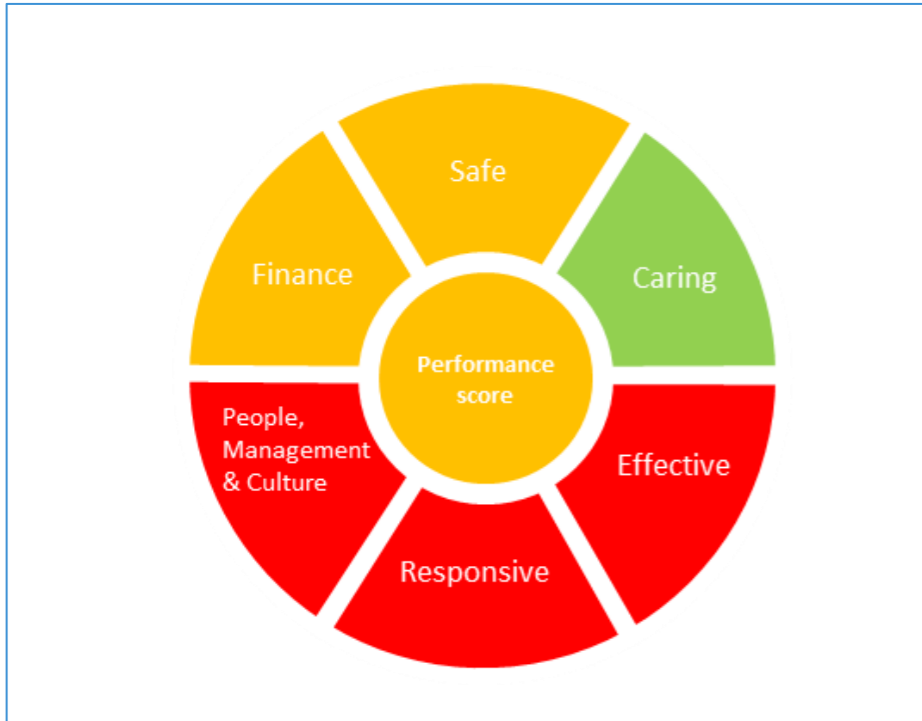 Safe
Caring
Finance
Performance
score
People,
Management
& Culture
Effective
Responsive